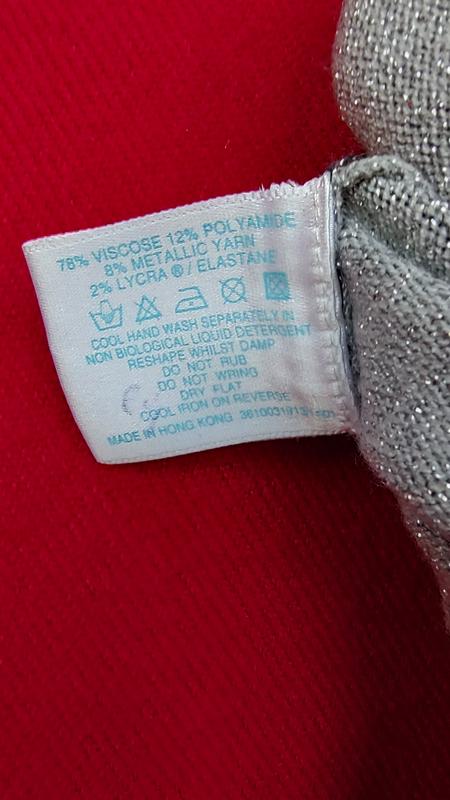 78% VISCOSE 12% POLYAMIDE
8% METALLIC YARN
2% LYCRA ® / ELASTANE
COOL HAND WASH SEPARATELY IN
NON BIOLOGICAL LIQUID DETERGENT
RESHAPE WHILST DAMP
DO NOT RUB
DO NOT WRING
DRY FLAT
COOL IRON ON REVERSE
MADE IN HONG KONG